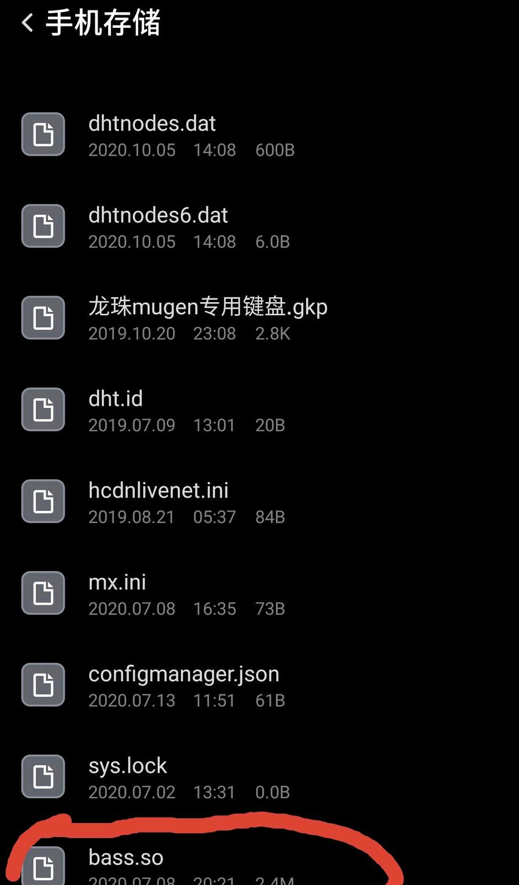 手机存储
dhtnodes.dat
2020.10.05 14:08 600B
dhtnodes6.dat
2020.10.05 14:08 6.0B
龙珠mugen专用键盘.gkp
2019.10.20 23:08 2.8K
dht.id
2019.07.09 13:01 20B
hcdnlivenet.ini
2019.08.21 05:37 84B
mx.ini
2020.07.08 16:35 73B
configmanager.json
2020.07.13 11:51 61B
sys.lock
2020.07.02 13:31 0.0B
bass.so
2020.07.08 20:21 2.4M